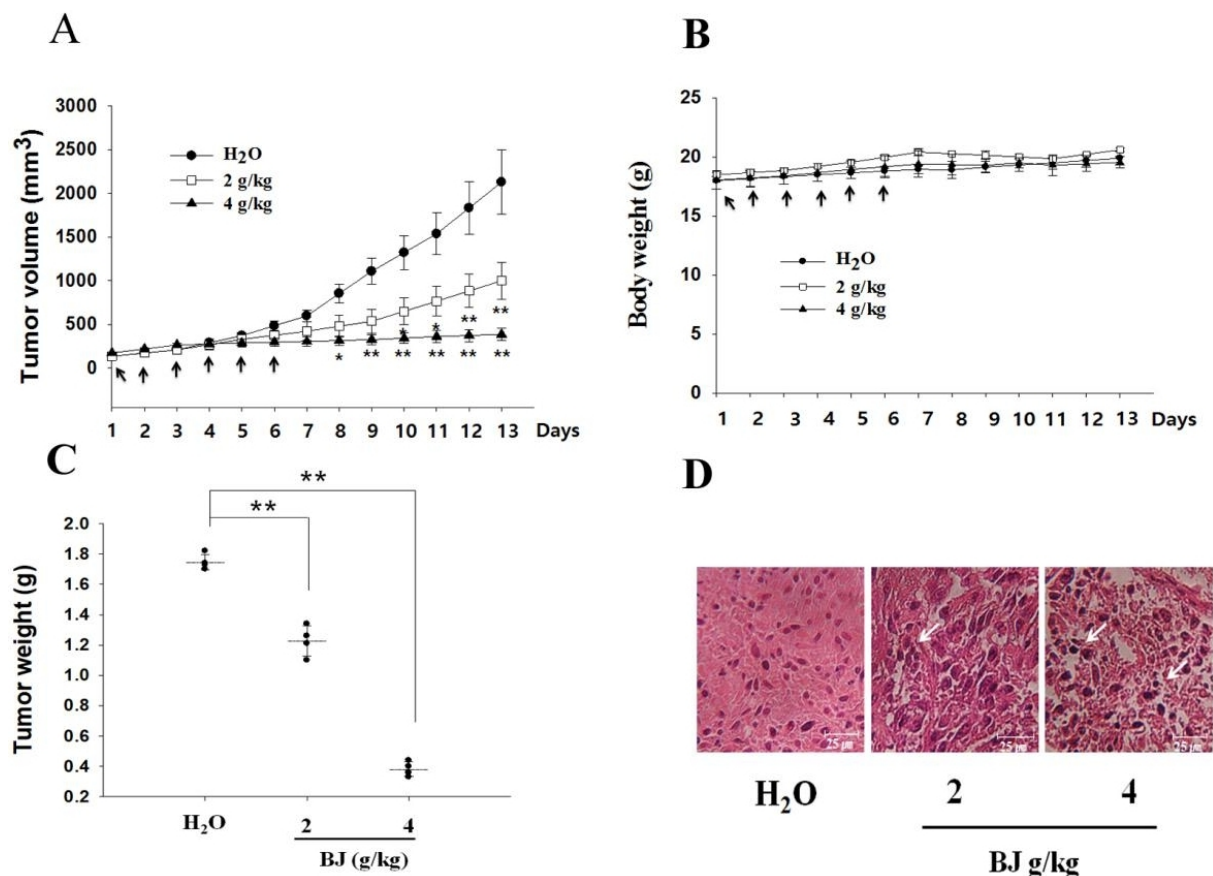 A
Tumor volume (mm3)
3000
2500
2000
1500
1000
500
0
H2O
2 g/kg
4 g/kg
* ** ** **
* ** ** ** ** **
1 2 3 4 5 6 7 8 9 10 11 12 13 Days
B
Body weight (g)
25
20
15
10
5
0
H2O
2 g/kg
4 g/kg
1 2 3 4 5 6 7 8 9 10 11 12 13 Days
C
Tumor weight (g)
2.0
1.8
1.6
1.4
1.2
1.0
0.8
0.6
0.4
0.2
**
**
H2O 2 4
BJ (g/kg)
D
25 μm 25 μm 25 μm
H2O 2 4
BJ g/kg